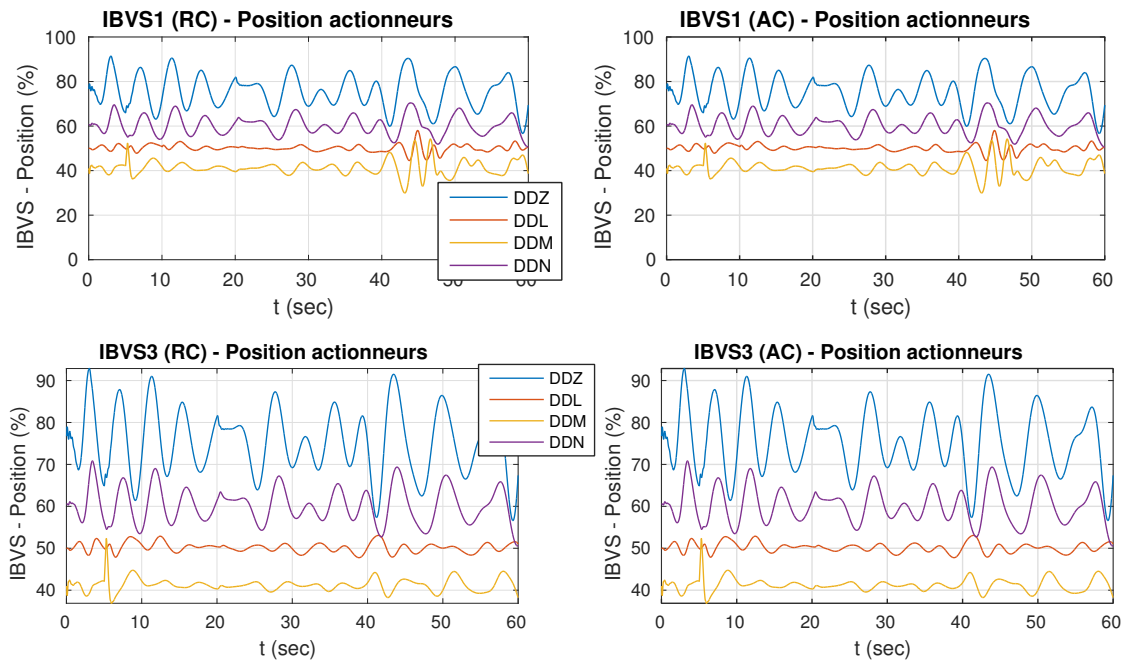 IBVS1 (RC) - Position actionneurs
IBVS - Position (%)
100
80
60
40
20
0
0 10 20 30 40 50 60
t (sec)
DDZ
DDL
DDM
DDN
IBVS1 (AC) - Position actionneurs
IBVS - Position (%)
100
80
60
40
20
0
0 10 20 30 40 50 60
t (sec)
IBVS3 (RC) - Position actionneurs
IBVS - Position (%)
90
80
70
60
50
40
0 10 20 30 40 50 60
t (sec)
DDZ
DDL
DDM
DDN
IBVS3 (AC) - Position actionneurs
IBVS - Position (%)
90
80
70
60
50
40
0 10 20 30 40 50 60
t (sec)